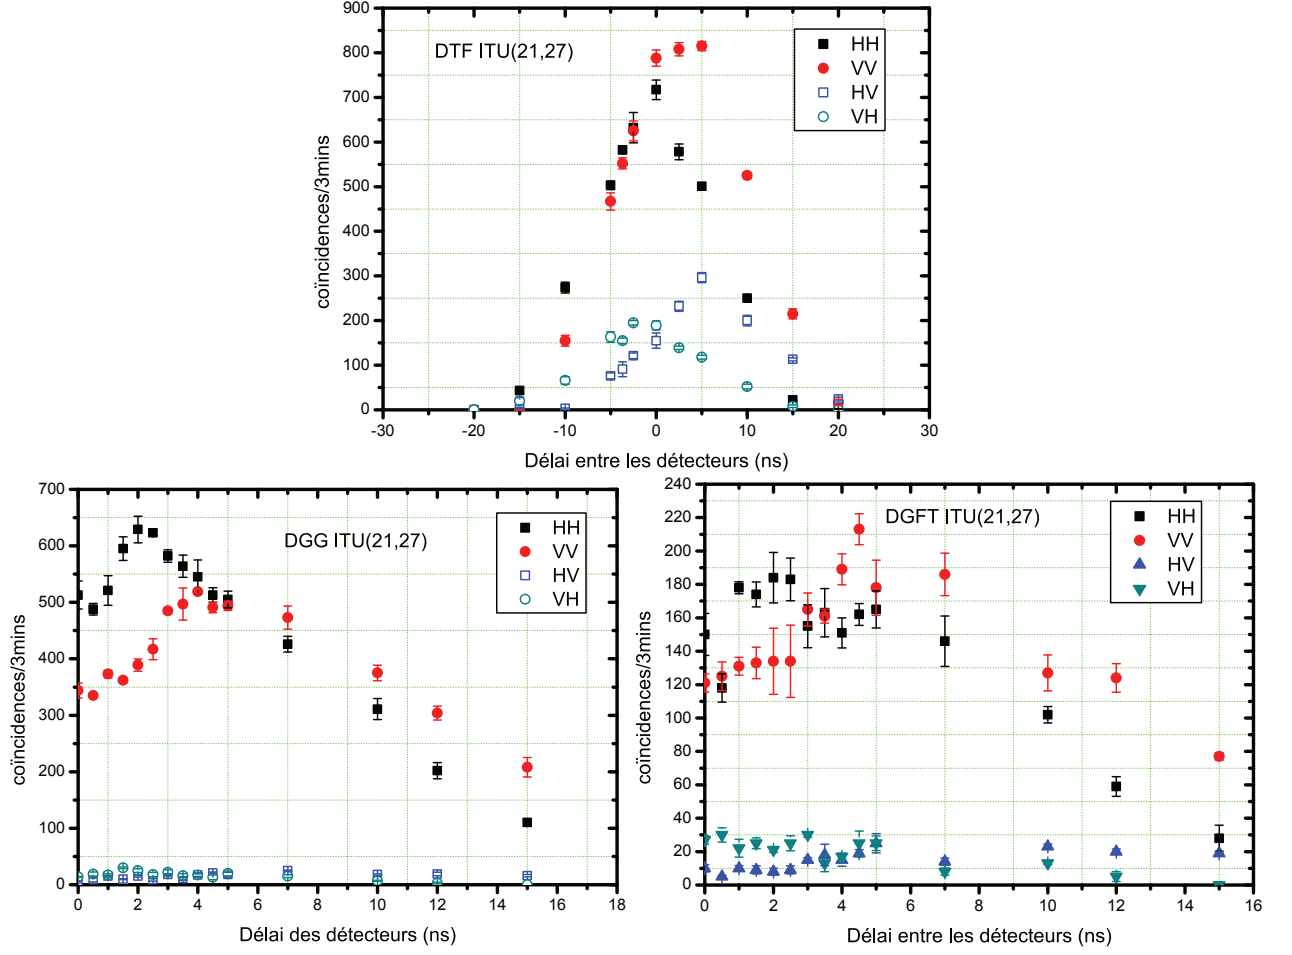 DTF ITU(21,27)
HH
VV
HV
VH
coïncidences/3mins
900
800
700
600
500
400
300
200
100
0
-30 -20 -10 0 10 20 30
Délai entre les détecteurs (ns)
DGG ITU(21,27)
HH
VV
HV
VH
coïncidences/3mins
700
600
500
400
300
200
100
0
0 2 4 6 8 10 12 14 16 18
Délai des détecteurs (ns)
DGFT ITU(21,27)
HH
VV
HV
VH
coïncidences/3mins
240
220
200
180
160
140
120
100
80
60
40
20
0
0 2 4 6 8 10 12 14 16
Délai entre les détecteurs (ns)